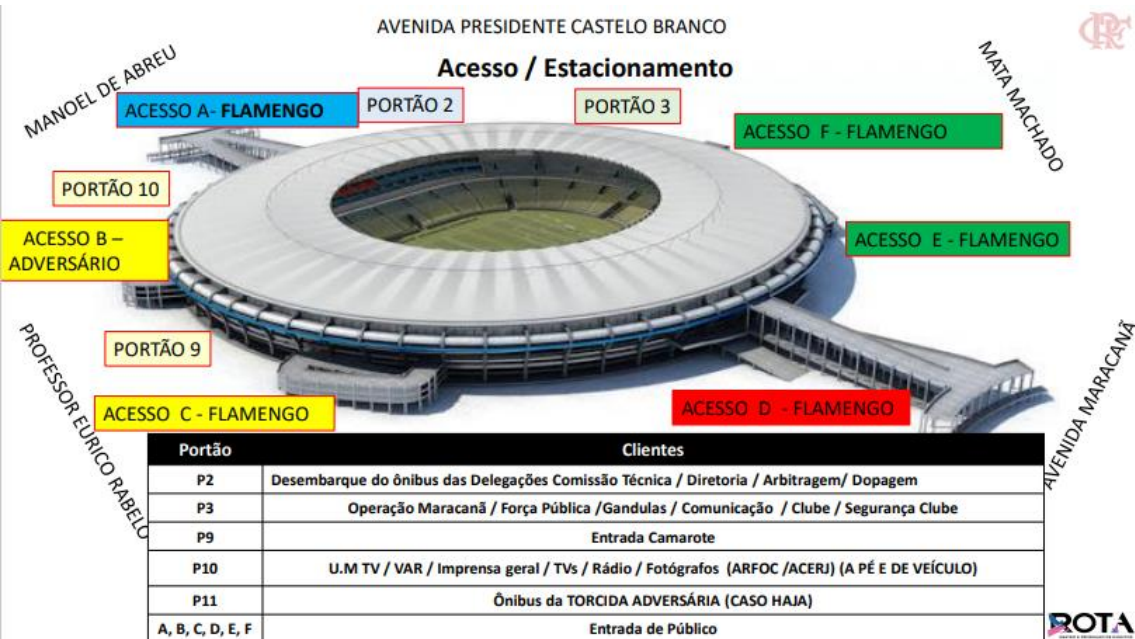 AVENIDA PRESIDENTE CASTELO BRANCO
Acesso / Estacionamento
MANOEL DE ABREU
MATA MACHADO
ACESSO A- FLAMENGO
PORTÃO 2
PORTÃO 3
ACESSO F - FLAMENGO
PORTÃO 10
ACESSO B –
ADVERSÁRIO
ACESSO E - FLAMENGO
PORTÃO 9
PROFESSOR EURICO RABELO
AVENIDA MARACANÃ
ACESSO C - FLAMENGO
ACESSO D - FLAMENGO
Portão Clientes
P2 Desembarque do ônibus das Delegações Comissão Técnica / Diretoria / Arbitragem/ Dopagem
P3 Operação Maracanã / Força Pública /Gandulas / Comunicação / Clube / Segurança Clube
P9 Entrada Camarote
P10 U.M TV / VAR / Imprensa geral / TVs / Rádio / Fotógrafos (ARFOC /ACERJ) (A PÉ E DE VEÍCULO)
P11 Ônibus da TORCIDA ADVERSÁRIA (CASO HAJA)
A, B, C, D, E, F Entrada de Público
ROTA